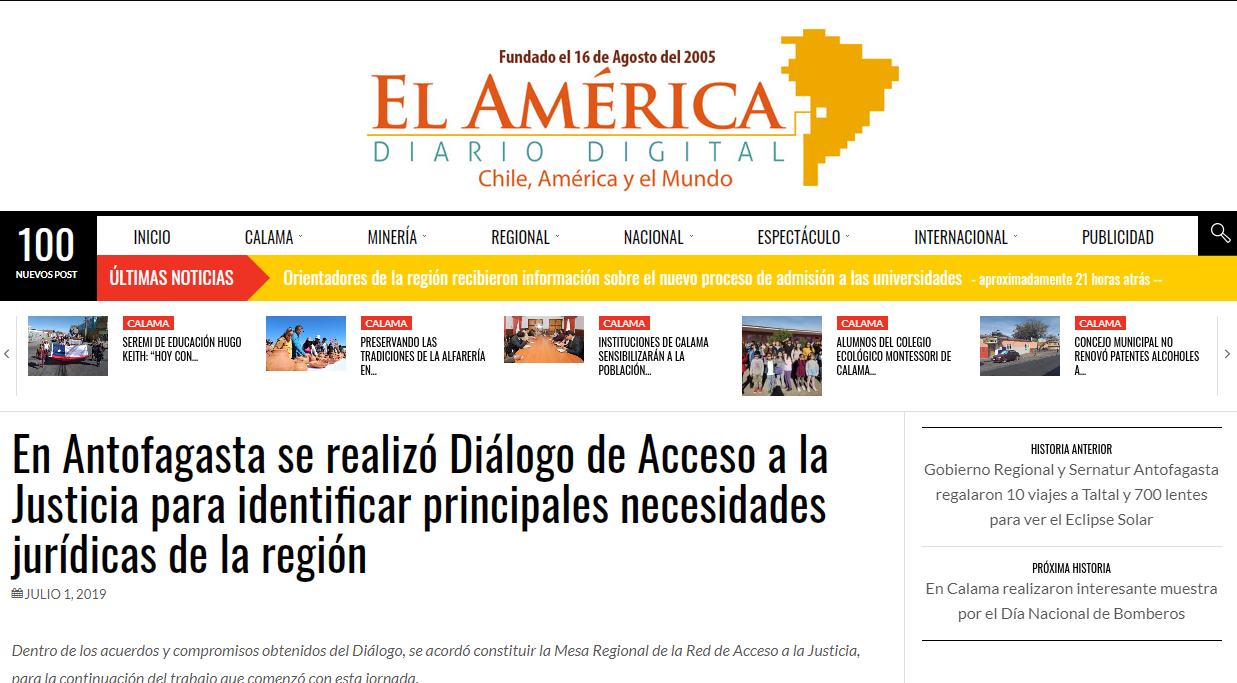 Fundado el 16 de Agosto del 2005
EL AMÉRICA
DIARIO DIGITAL
Chile, América y el Mundo
100
NUEVOS POST
INICIO
CALAMA
MINERÍA
REGIONAL
NACIONAL
ESPECTÁCULO
INTERNACIONAL
PUBLICIDAD
ÚLTIMAS NOTICIAS
Orientadores de la región recibieron información sobre el nuevo proceso de admisión a las universidades - aproximadamente 21 horas atrás --
CALAMA
SEREMI DE EDUCACIÓN HUGO
KEITH: “HOY CON...
CALAMA
PRESERVANDO LAS
TRADICIONES DE LA ALFARERÍA
EN...
CALAMA
INSTITUCIONES DE CALAMA
SENSIBILIZARÁN A LA
POBLACIÓN...
CALAMA
ALUMNOS DEL COLEGIO
ECOLÓGICO MONTESSORI DE
CALAMA...
CALAMA
CONCEJO MUNICIPAL NO
RENOVÓ PATENTES ALCOHOLES
A...
En Antofagasta se realizó Diálogo de Acceso a la
Justicia para identificar principales necesidades
jurídicas de la región
JULIO 1, 2019
Dentro de los acuerdos y compromisos obtenidos del Diálogo, se acordó constituir la Mesa Regional de la Red de Acceso a la Justicia,
para la continuación del trabajo que comenzó con esta jornada.
HISTORIA ANTERIOR
Gobierno Regional y Sernatur Antofagasta
regalaron 10 viajes a Taltal y 700 lentes
para ver el Eclipse Solar
PRÓXIMA HISTORIA
En Calama realizaron interesante muestra
por el Día Nacional de Bomberos